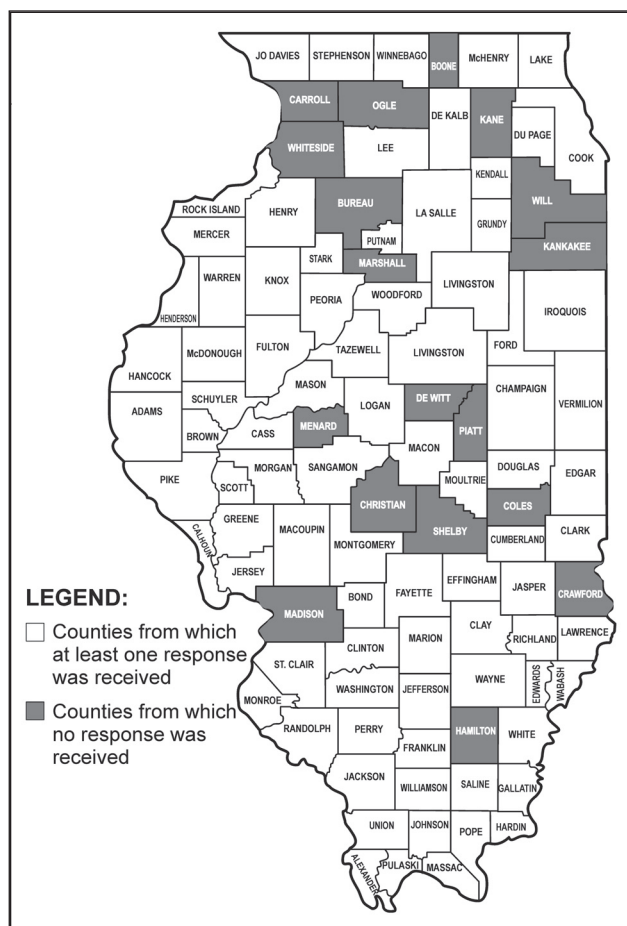 JO DAVIES
STEPHENSON
WINNEBAGO
BOONE
McHENRY
LAKE
CARROLL
OGLE
DE KALB
KANE
DU PAGE
COOK
WHITESIDE
LEE
KENDALL
WILL
ROCK ISLAND
HENRY
BUREAU
LA SALLE
GRUNDY
MERCER
PUTNAM
KANKAKEE
STARK
MARSHALL
HENDERSON
WARREN
KNOX
PEORIA
WOODFORD
LIVINGSTON
IROQUOIS
HANCOCK
McDONOUGH
FULTON
TAZEWELL
LIVINGSTON
FORD
MASON
CHAMPAIGN
VERMILION
ADAMS
SCHUYLER
LOGAN
DE WITT
BROWN
CASS
MENARD
PIATT
MACON
PIKE
SCOTT
MORGAN
SANGAMON
MOULTRIE
DOUGLAS
EDGAR
CHRISTIAN
COLES
GREENE
MACOUPIN
SHELBY
CALHOUN
MONTGOMERY
CUMBERLAND
CLARK
JERSEY
FAYETTE
EFFINGHAM
JASPER
CRAWFORD
MADISON
BOND
CLAY
RICHLAND
LAWRENCE
CLINTON
MARION
ST. CLAIR
WAYNE
EDWARDS
WABASH
MONROE
WASHINGTON
JEFFERSON
RANDOLPH
PERRY
HAMILTON
WHITE
FRANKLIN
JACKSON
WILLIAMSON
SALINE
GALLATIN
UNION
JOHNSON
POPE
HARDIN
ALEXANDER
PULASKI
MASSAC
LEGEND:
Counties from which
at least one response
was received
Counties from which
no response was
received